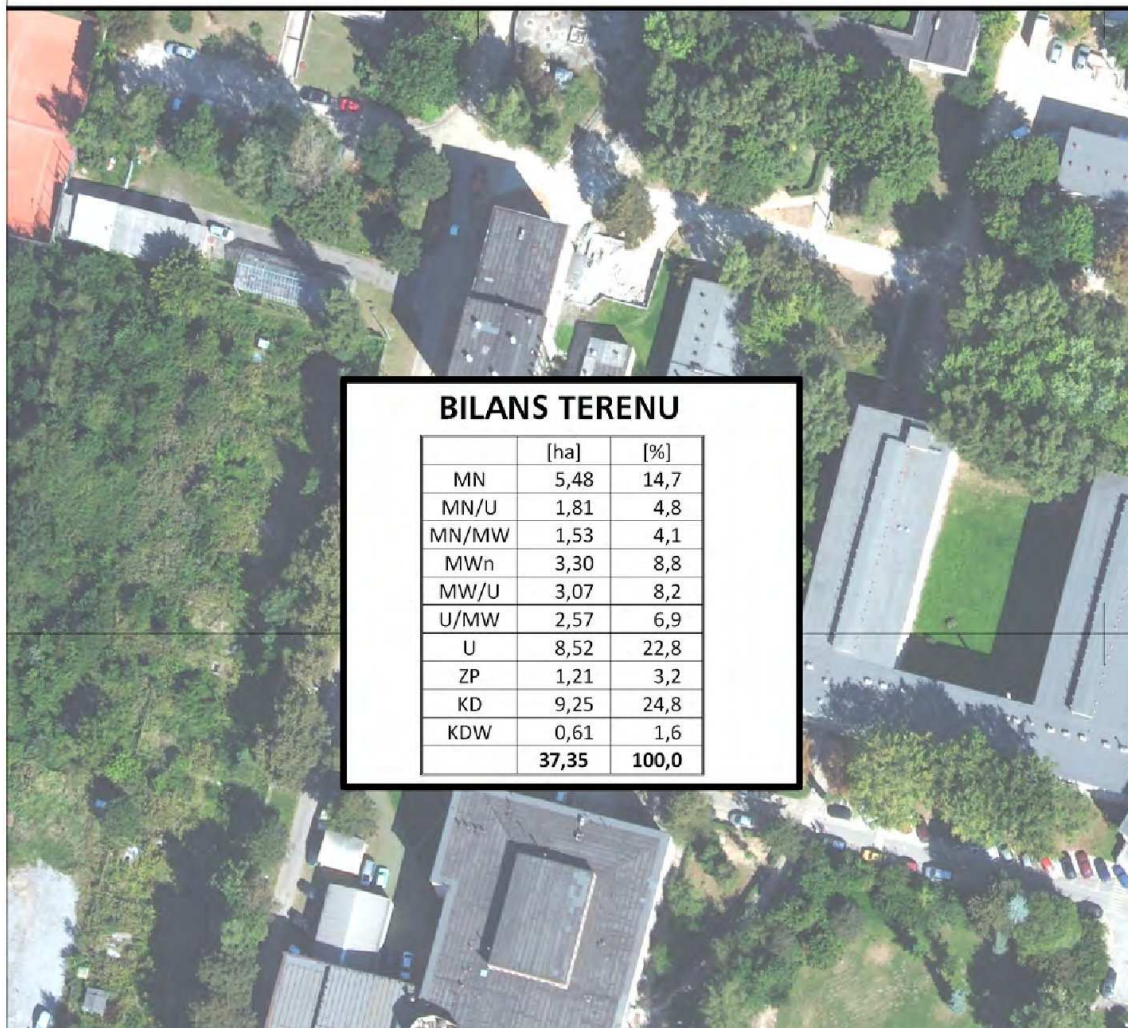 BILANS TERENU
[ha] [%]
MN 5,48 14,7
MN/U 1,81 4,8
MN/MW 1,53 4,1
MWn 3,30 8,8
MW/U 3,07 8,2
U/MW 2,57 6,9
U 8,52 22,8
ZP 1,21 3,2
KD 9,25 24,8
KDW 0,61 1,6
37,35 100,0